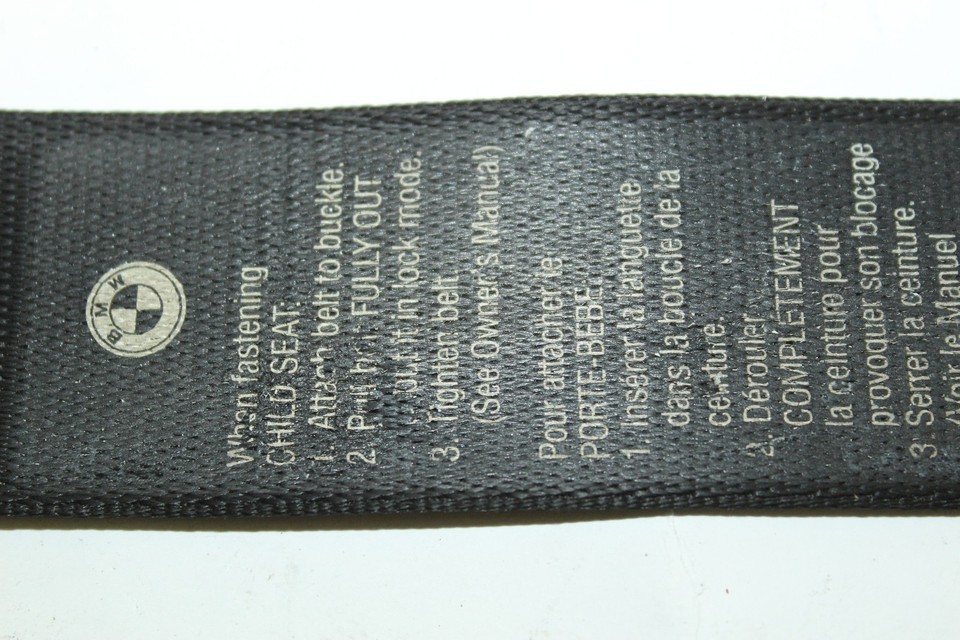 BMW
When fastening
CHILD SEAT:
1. Attach belt to buckle.
2. Pull belt FULLY OUT
to put it in lock mode.
3. Tighten belt
(See Owner's Manual)
Pour attacher le
PORTE-BEBE:
1. Insérer la languette
dans la boucle de la
ceinture.
2. Dérouler
COMPLETEMENT
la ceinture pour
provoquer son blocage
3. Serrer la ceinture.
(Voir le Manuel